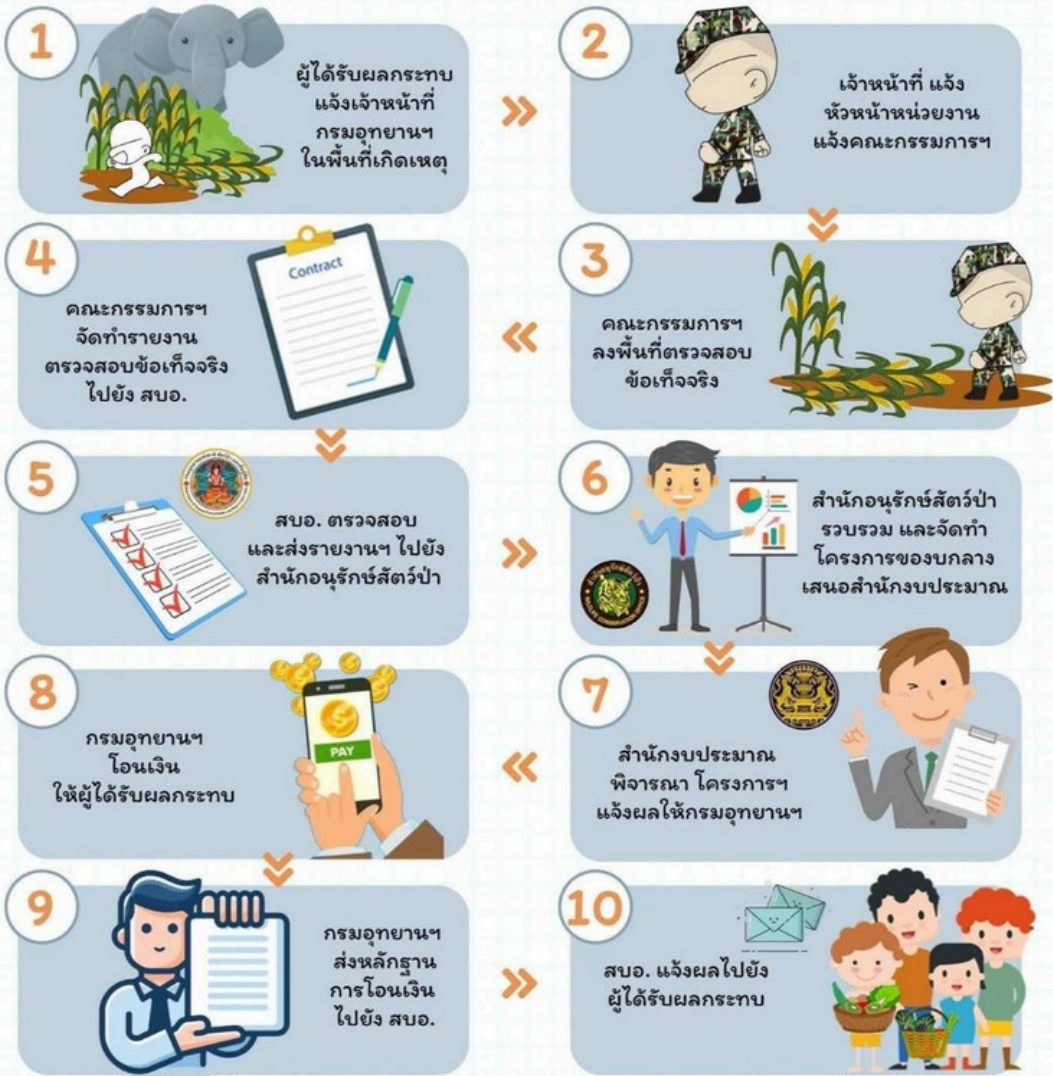 1
ผู้ได้รับผลกระทบ
แจ้งเจ้าหน้าที่
กรมอุทยานฯ
ในพื้นที่เกิดเหตุ
2
เจ้าหน้าที่ แจ้ง
หัวหน้าหน่วยงาน
แจ้งคณะกรรมการฯ
3
คณะกรรมการฯ
ลงพื้นที่ตรวจสอบ
ข้อเท็จจริง
4
Contract
คณะกรรมการฯ
จัดทำรายงาน
ตรวจสอบข้อเท็จจริง
ไปยัง สบอ.
5
สบอ. ตรวจสอบ
และส่งรายงานฯ ไปยัง
สำนักอนุรักษ์สัตว์ป่า
6
สำนักอนุรักษ์สัตว์ป่า
รวบรวม และจัดทำ
โครงการของบกลาง
เสนอสำนักงบประมาณ
สำนักอนุรักษ์สัตว์ป่า
WILDLIFE CONSERVATION OFFICE
7
สำนักงบประมาณ
พิจารณา โครงการฯ
แจ้งผลให้กรมอุทยานฯ
8
กรมอุทยานฯ
โอนเงิน
ให้ผู้ได้รับผลกระทบ
PAY
9
กรมอุทยานฯ
ส่งหลักฐาน
การโอนเงิน
ไปยัง สบอ.
10
สบอ. แจ้งผลไปยัง
ผู้ได้รับผลกระทบ